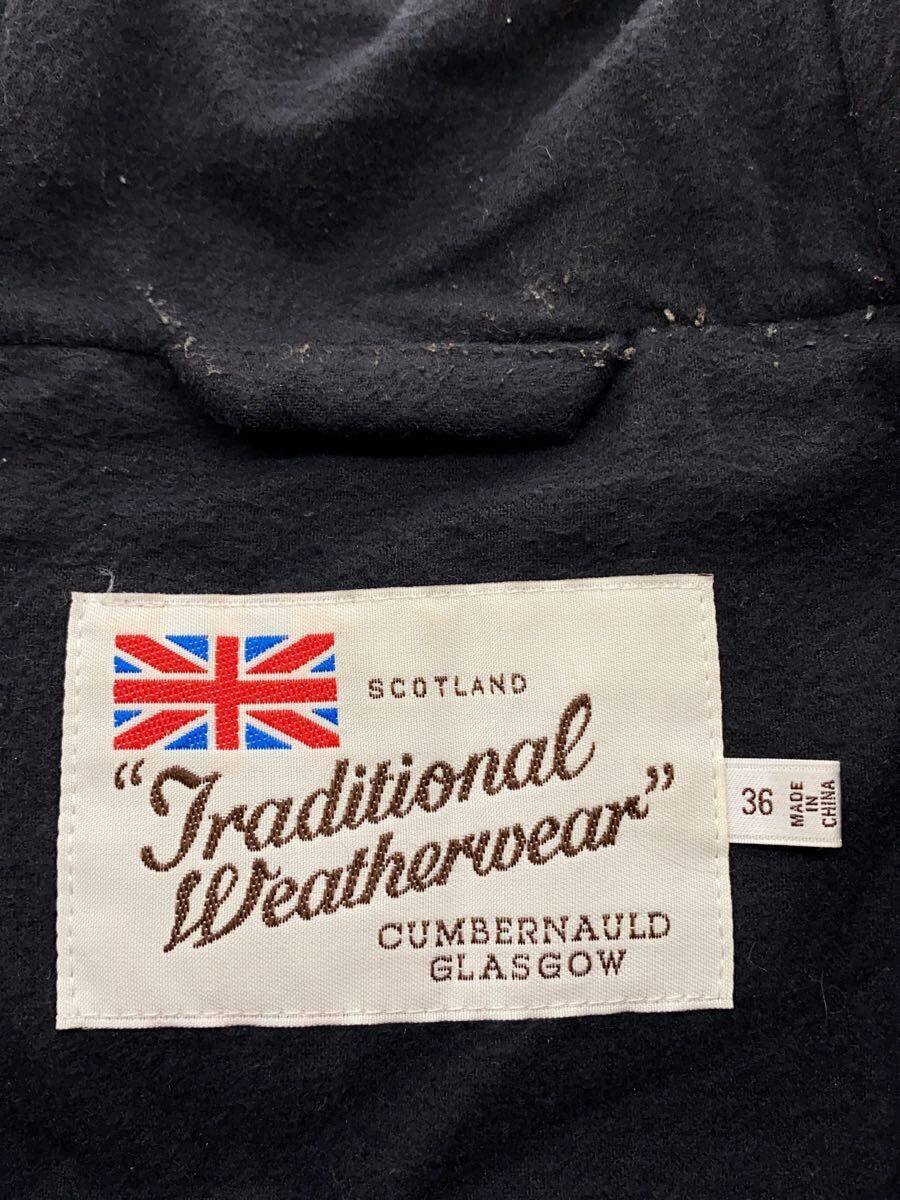 SCOTLAND
"Traditional
Weatherwear"
CUMBERNAULD
GLASGOW
36
MADE
IN
CHINA